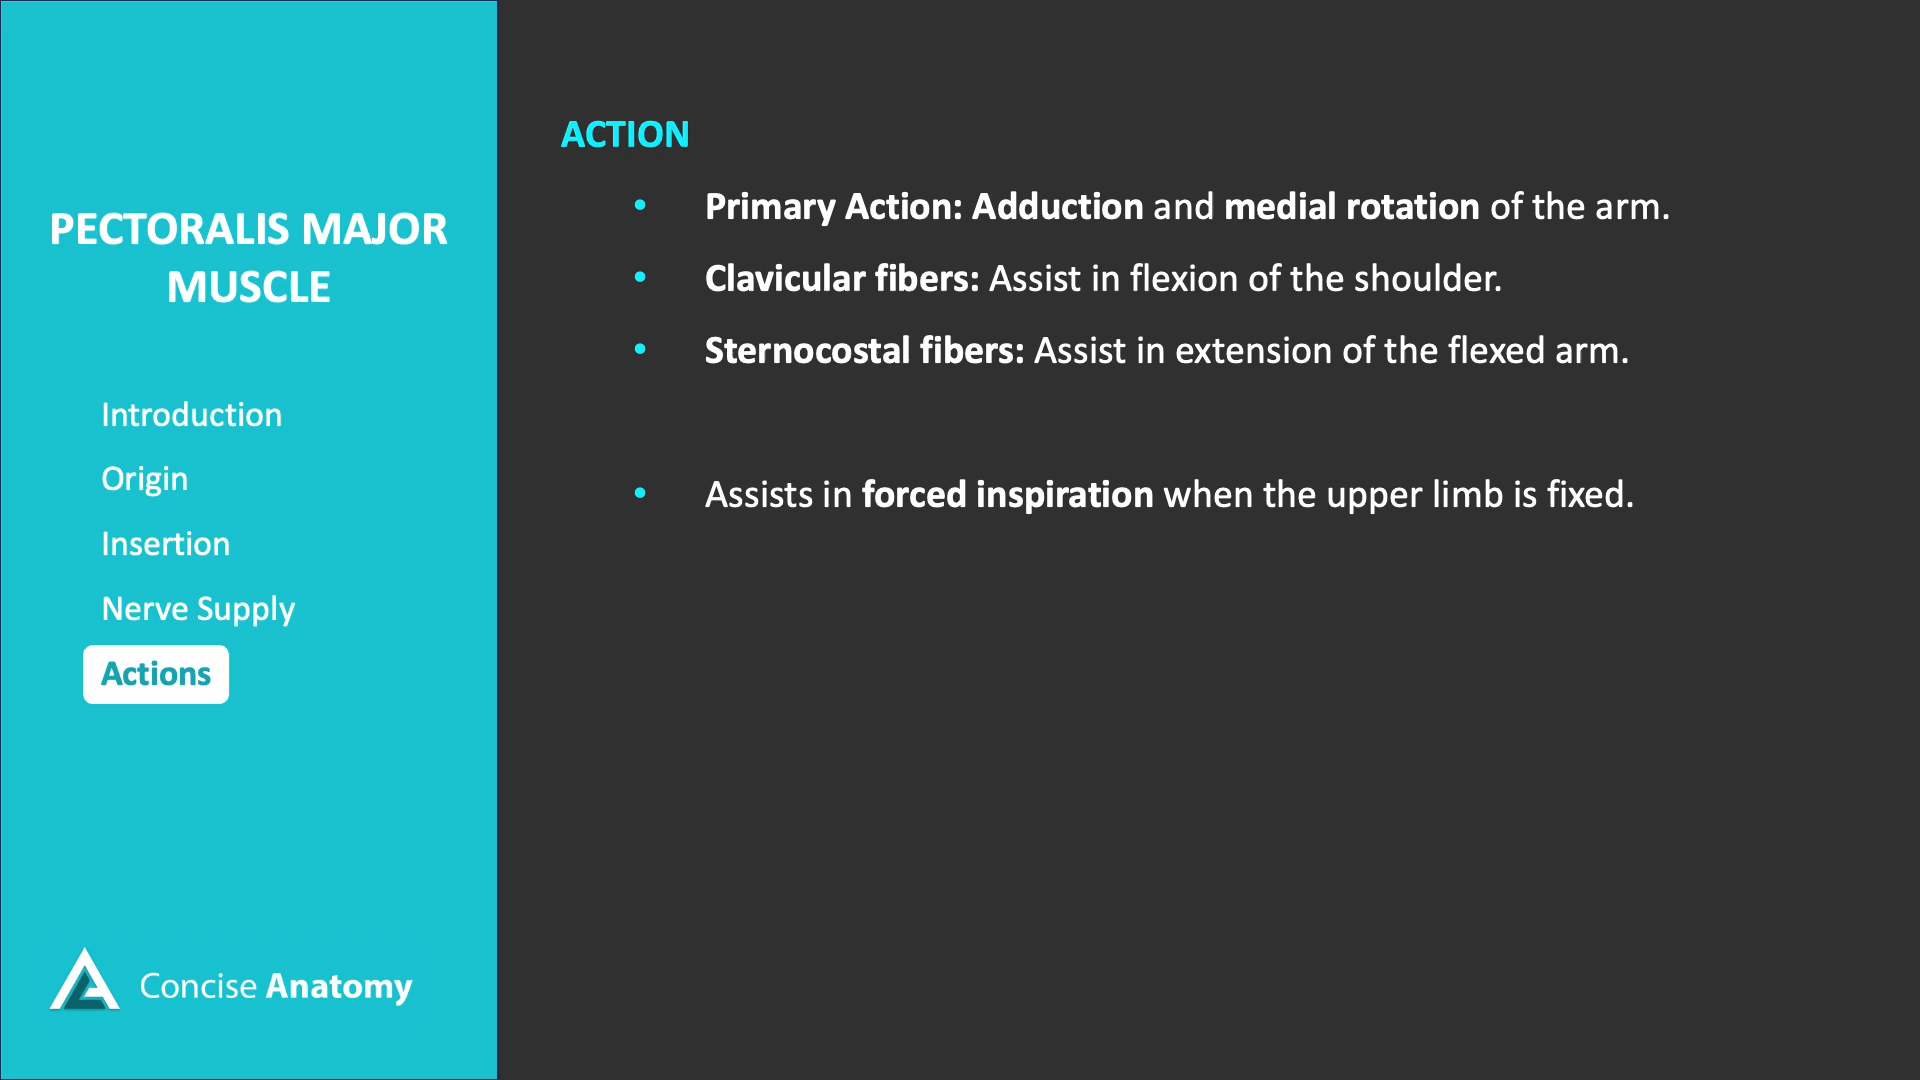 PECTORALIS MAJOR
MUSCLE
Introduction
Origin
Insertion
Nerve Supply
Actions
Concise Anatomy
ACTION
• Primary Action: Adduction and medial rotation of the arm.
• Clavicular fibers: Assist in flexion of the shoulder.
• Sternocostal fibers: Assist in extension of the flexed arm.
• Assists in forced inspiration when the upper limb is fixed.